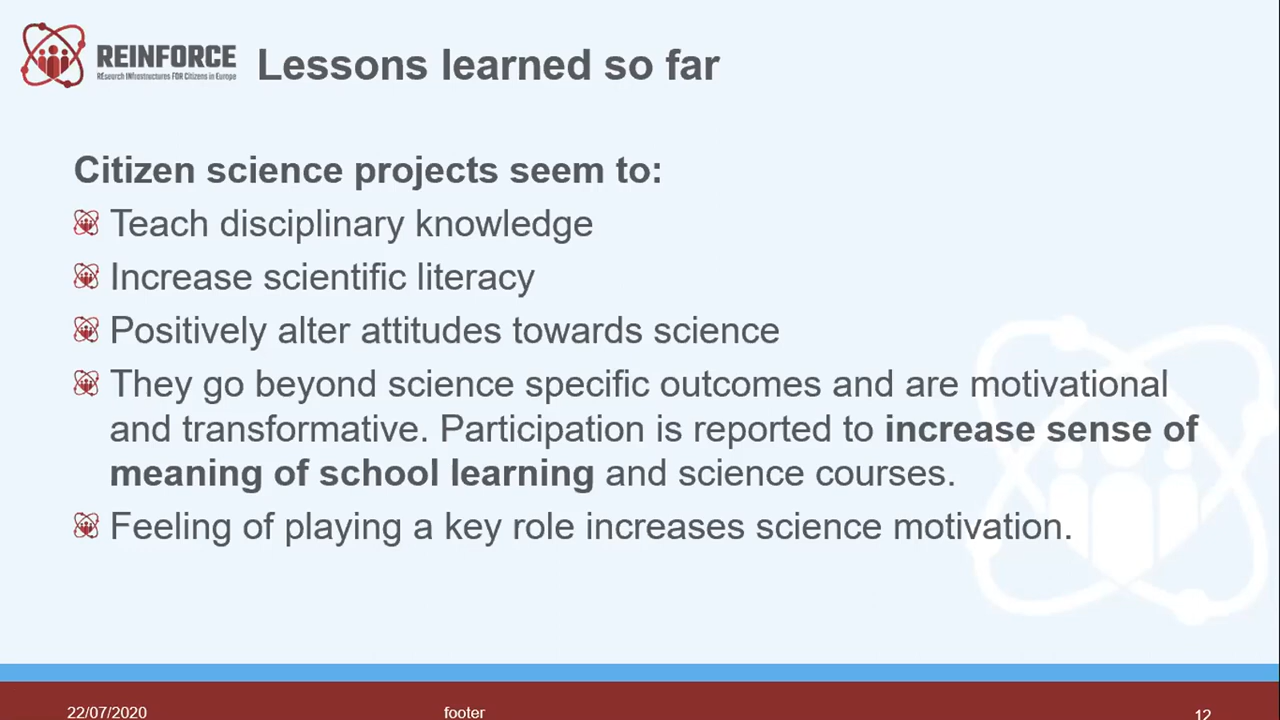 REINFORCE
REsearch INfrastructures FOR Citizens in Europe
Lessons learned so far
Citizen science projects seem to:
Teach disciplinary knowledge
Increase scientific literacy
Positively alter attitudes towards science
They go beyond science specific outcomes and are motivational
and transformative. Participation is reported to increase sense of
meaning of school learning and science courses.
Feeling of playing a key role increases science motivation.
22/07/2020
footer
12